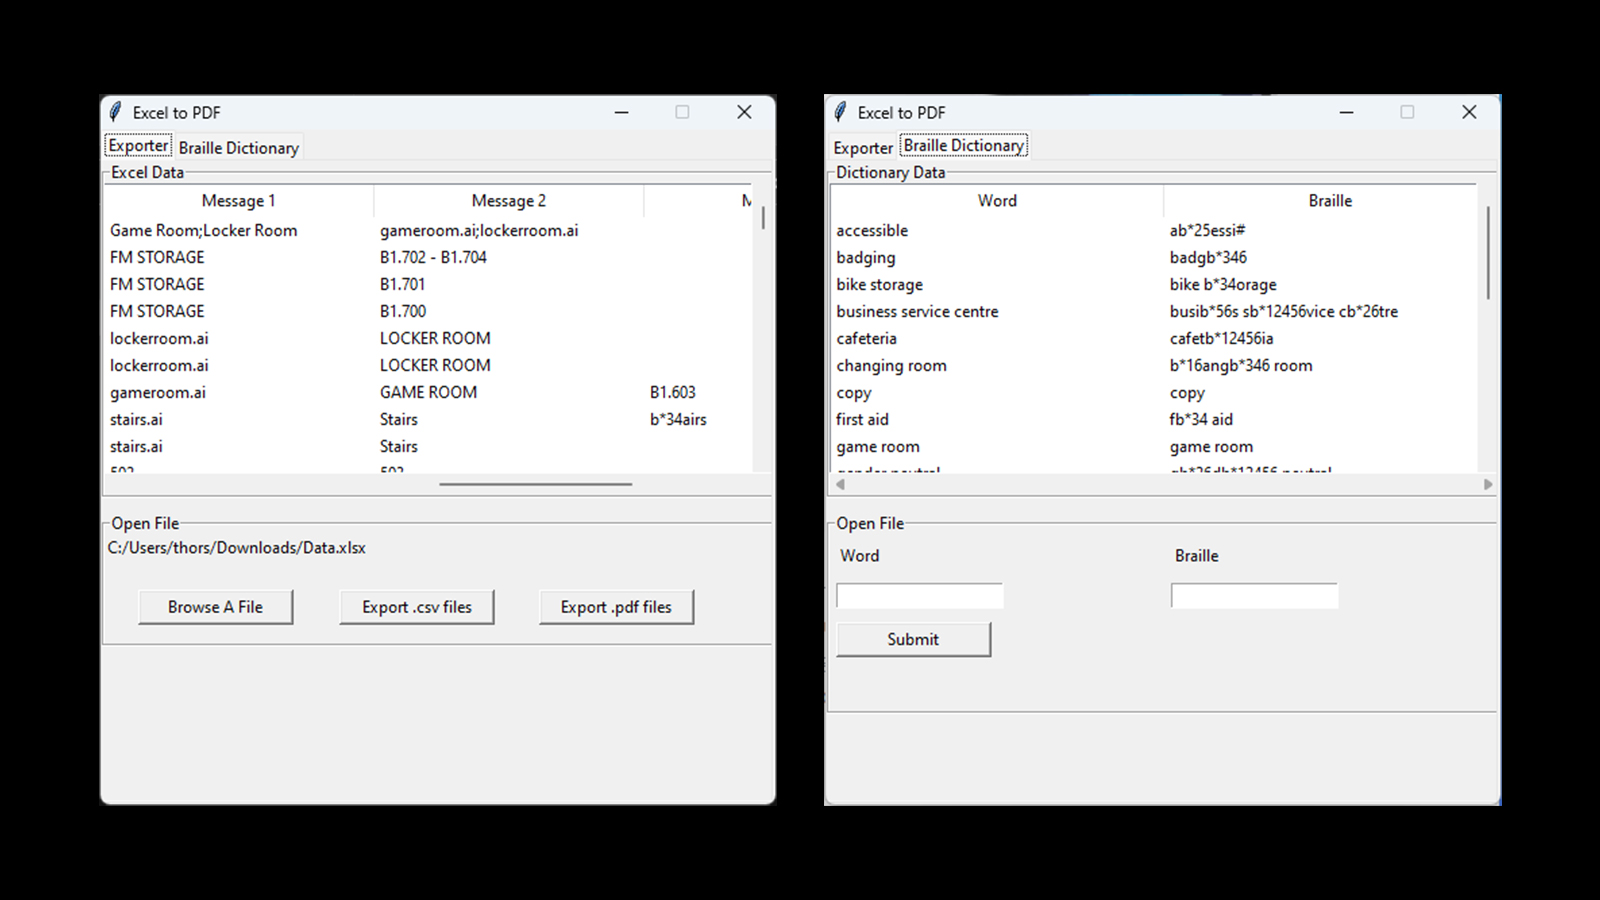 Excel to PDF
Exporter Braille Dictionary
Excel Data
Message 1 Message 2
Game Room;Locker Room gameroom.ai;lockerroom.ai
FM STORAGE B1.702 - B1.704
FM STORAGE B1.701
FM STORAGE B1.700
lockerroom.ai LOCKER ROOM
lockerroom.ai LOCKER ROOM
gameroom.ai GAME ROOM B1.603
stairs.ai Stairs b*34airs
stairs.ai Stairs
Open File
C:/Users/thors/Downloads/Data.xlsx
Browse A File Export .csv files Export .pdf files
Excel to PDF
Exporter Braille Dictionary
Dictionary Data
Word Braille
accessible ab*25essi#
badging badgb*346
bike storage bike b*34orage
business service centre busib*56s sb*12456vice cb*26tre
cafeteria cafetb*12456ia
changing room b*16angb*346 room
copy copy
first aid fb*34 aid
game room game room
Open File
Word Braille
Submit